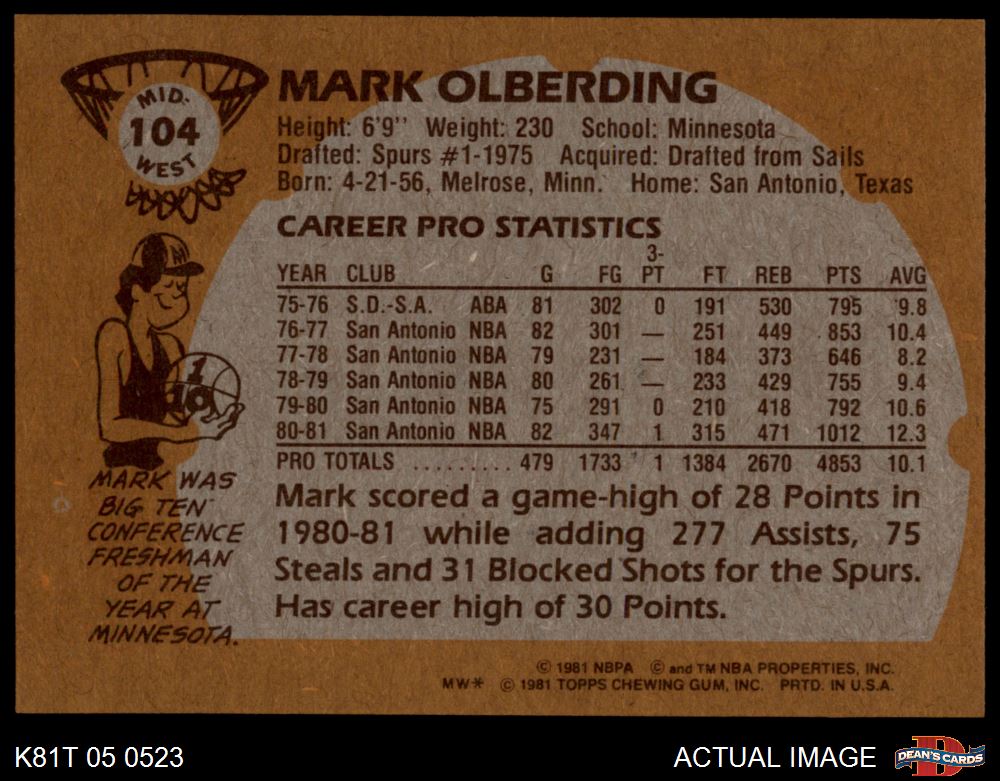 MID.
104
WEST
MARK OLBERDING
Height: 6'9'' Weight: 230 School: Minnesota
Drafted: Spurs #1-1975 Acquired: Drafted from Sails
Born: 4-21-56, Melrose, Minn. Home: San Antonio, Texas
CAREER PRO STATISTICS
YEAR CLUB G FG 3-PT FT REB PTS AVG
75-76 S.D.-S.A. ABA 81 302 0 191 530 795 9.8
76-77 San Antonio NBA 82 301 — 251 449 853 10.4
77-78 San Antonio NBA 79 231 — 184 373 646 8.2
78-79 San Antonio NBA 80 261 — 233 429 755 9.4
79-80 San Antonio NBA 75 291 0 210 418 792 10.6
80-81 San Antonio NBA 82 347 1 315 471 1012 12.3
PRO TOTALS ......... 479 1733 1 1384 2670 4853 10.1
Mark scored a game-high of 28 Points in
1980-81 while adding 277 Assists, 75
Steals and 31 Blocked Shots for the Spurs.
Has career high of 30 Points.
M
1
10
MARK WAS
BIG TEN
CONFERENCE
FRESHMAN
OF THE
YEAR AT
MINNESOTA.
© 1981 NBPA © and TM NBA PROPERTIES, INC.
MW* © 1981 TOPPS CHEWING GUM, INC. PRTD. IN U.S.A.
K81T 05 0523
ACTUAL IMAGE
D
DEAN'S CARDS